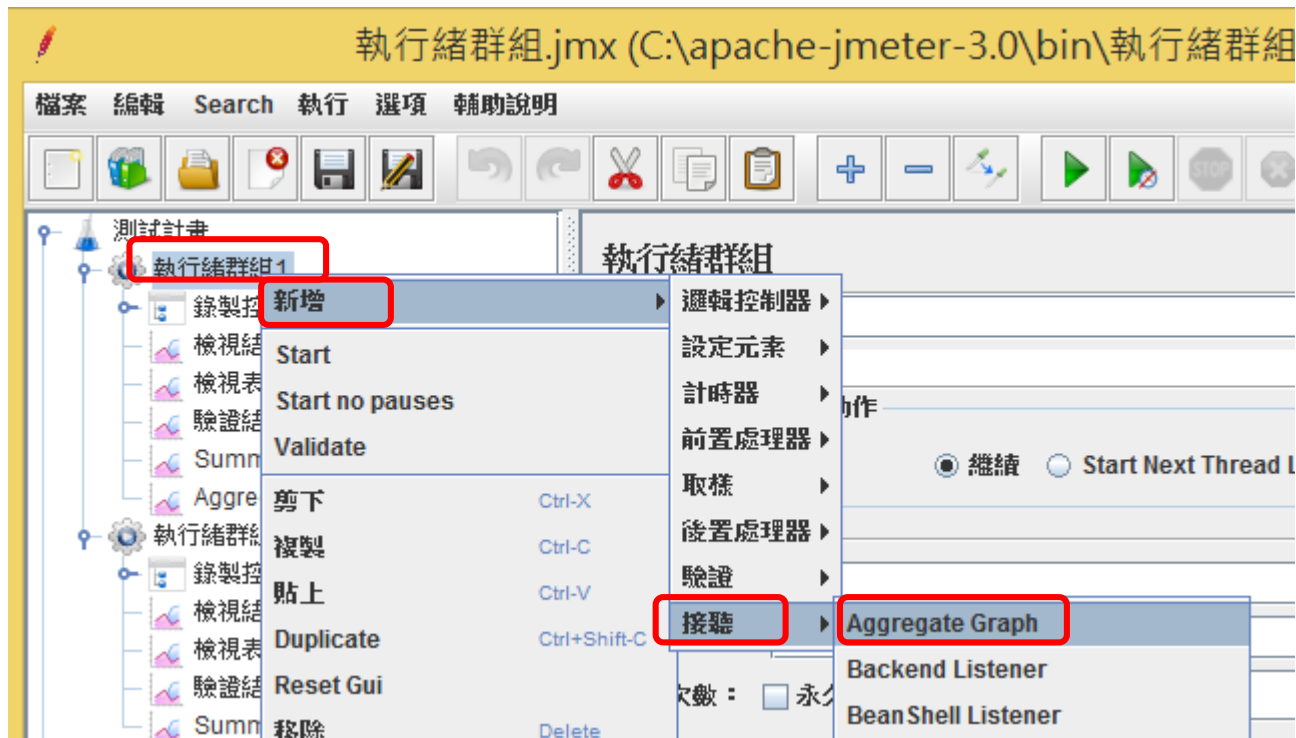 執行緒群組.jmx (C:\apache-jmeter-3.0\bin\執行緒群組
檔案 編輯 Search 執行 選項 輔助說明
STOP
測試計畫
執行緒群組1
錄製控
檢視結
檢視表
驗證結
Summ
Aggre
執行緒群組
錄製控
檢視結
檢視表
驗證結
Summ
新增
Start
Start no pauses
Validate
剪下 Ctrl-X
複製 Ctrl-C
貼上 Ctrl-V
Duplicate Ctrl+Shift-C
Reset Gui
移除 Delete
執行緒群組
邏輯控制器
設定元素
計時器
前置處理器
取樣
後置處理器
驗證
接聽
動作
繼續 Start Next Thread L
次數： 永久
Aggregate Graph
Backend Listener
BeanShell Listener